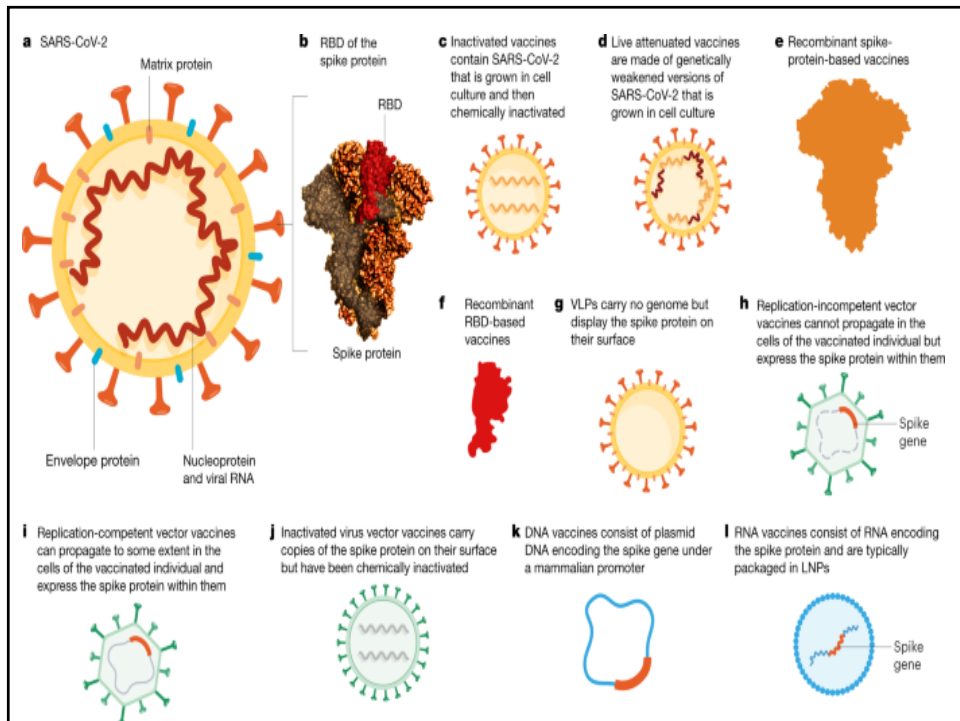 a SARS-CoV-2
Matrix protein
Envelope protein
Nucleoprotein
and viral RNA
b RBD of the
spike protein
RBD
Spike protein
c Inactivated vaccines
contain SARS-CoV-2
that is grown in cell
culture and then
chemically inactivated
d Live attenuated vaccines
are made of genetically
weakened versions of
SARS-CoV-2 that is
grown in cell culture
e Recombinant spike-
protein-based vaccines
f Recombinant
RBD-based
vaccines
g VLPs carry no genome but
display the spike protein on
their surface
h Replication-incompetent vector
vaccines cannot propagate in the
cells of the vaccinated individual but
express the spike protein within them
Spike
gene
i Replication-competent vector vaccines
can propagate to some extent in the
cells of the vaccinated individual and
express the spike protein within them
j Inactivated virus vector vaccines carry
copies of the spike protein on their surface
but have been chemically inactivated
k DNA vaccines consist of plasmid
DNA encoding the spike gene under
a mammalian promoter
l RNA vaccines consist of RNA encoding
the spike protein and are typically
packaged in LNPs
Spike
gene